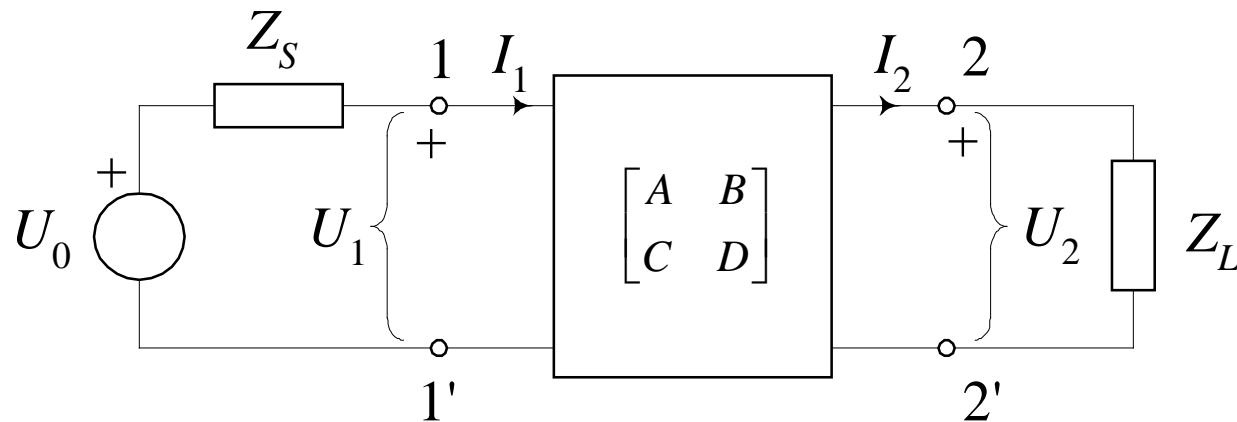 Z_S
1 I_1 I_2 2
+ + +
U_0 U_1 A B U_2 Z_L
C D
1' 2'